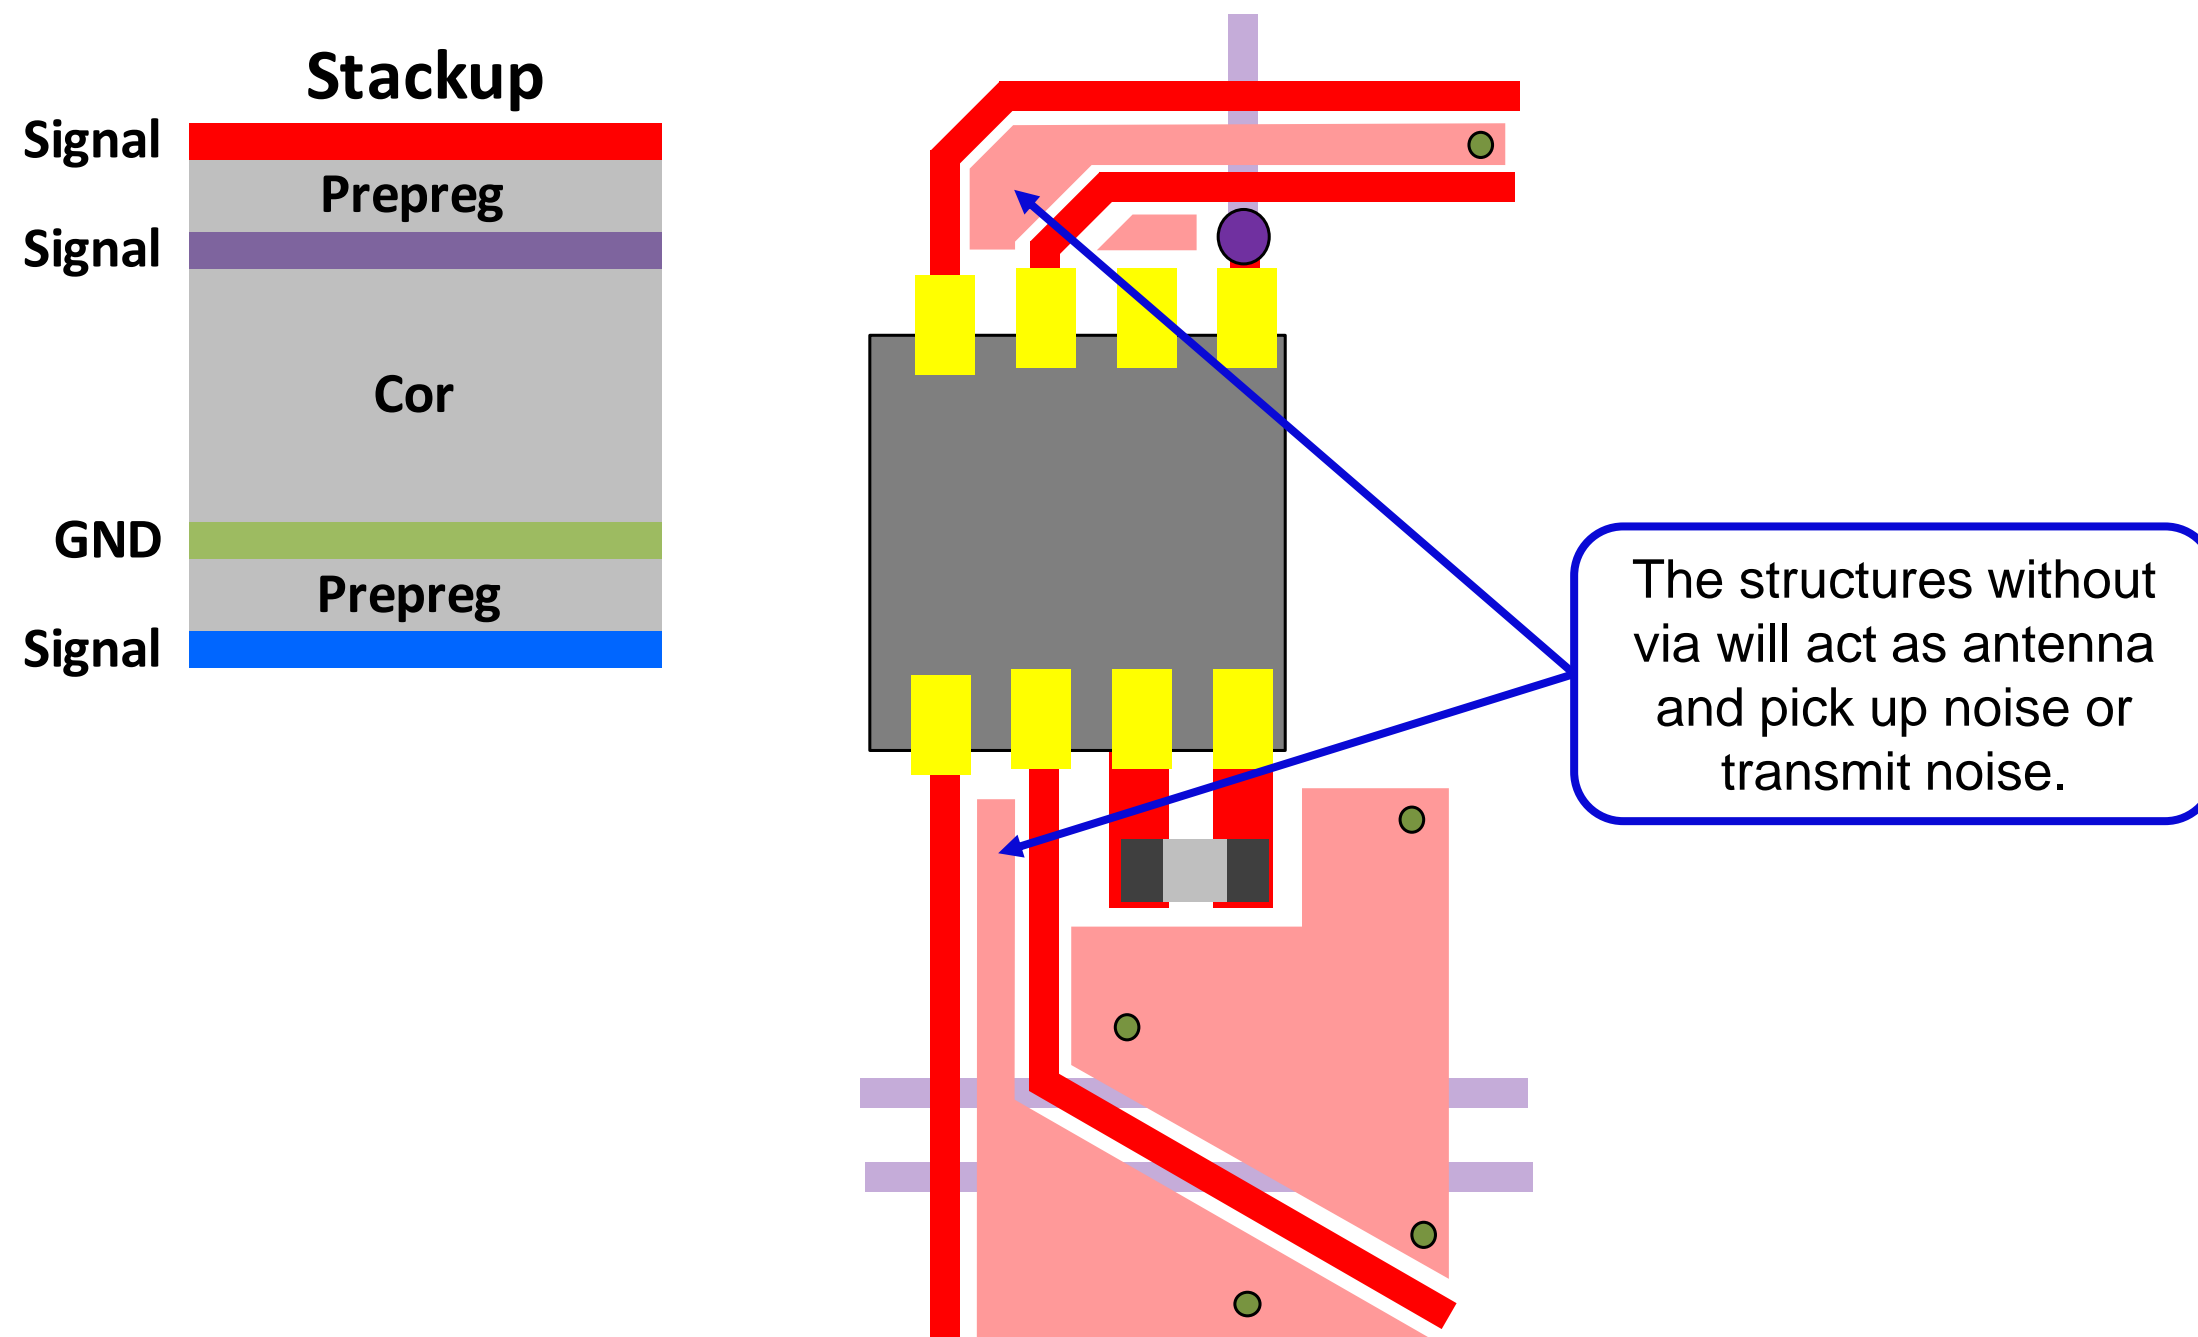 Stackup
Signal
Prepreg
Signal
Cor
GND
Prepreg
Signal
The structures without
via will act as antenna
and pick up noise or
transmit noise.